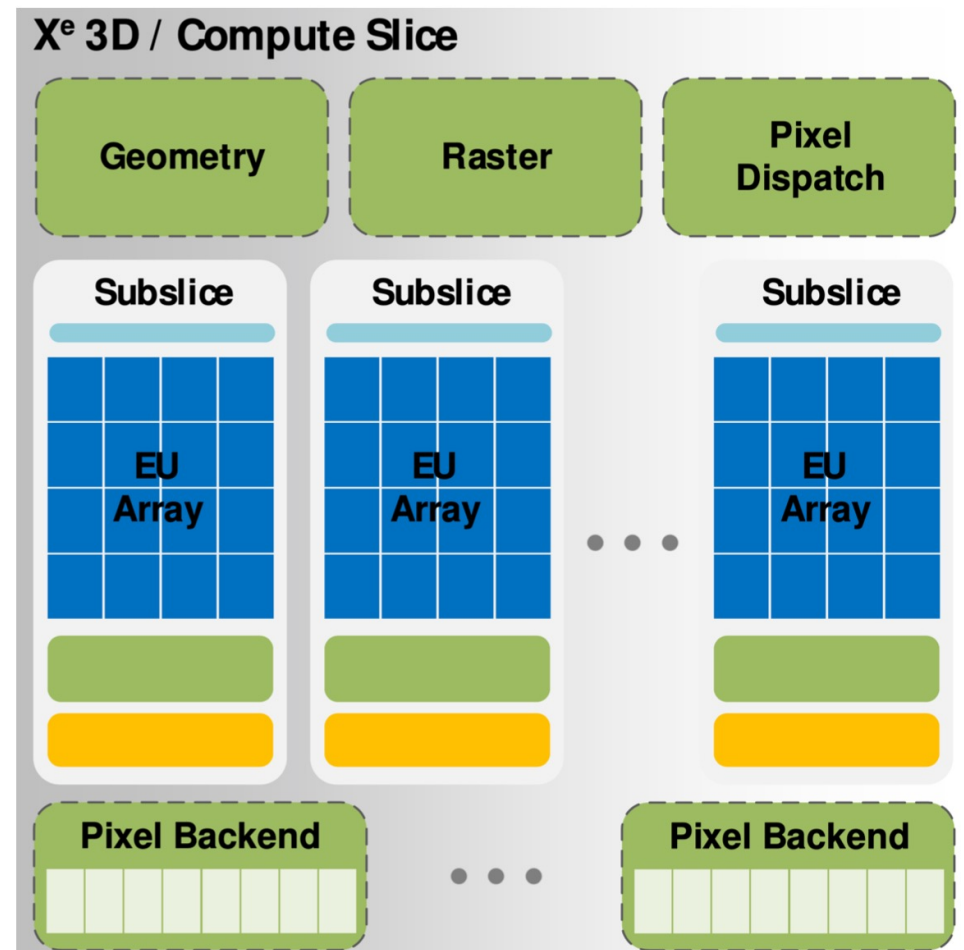 Xᵉ 3D / Compute Slice
Geometry
Raster
Pixel
Dispatch
Subslice
Subslice
Subslice
EU
Array
EU
Array
EU
Array
Pixel Backend
Pixel Backend